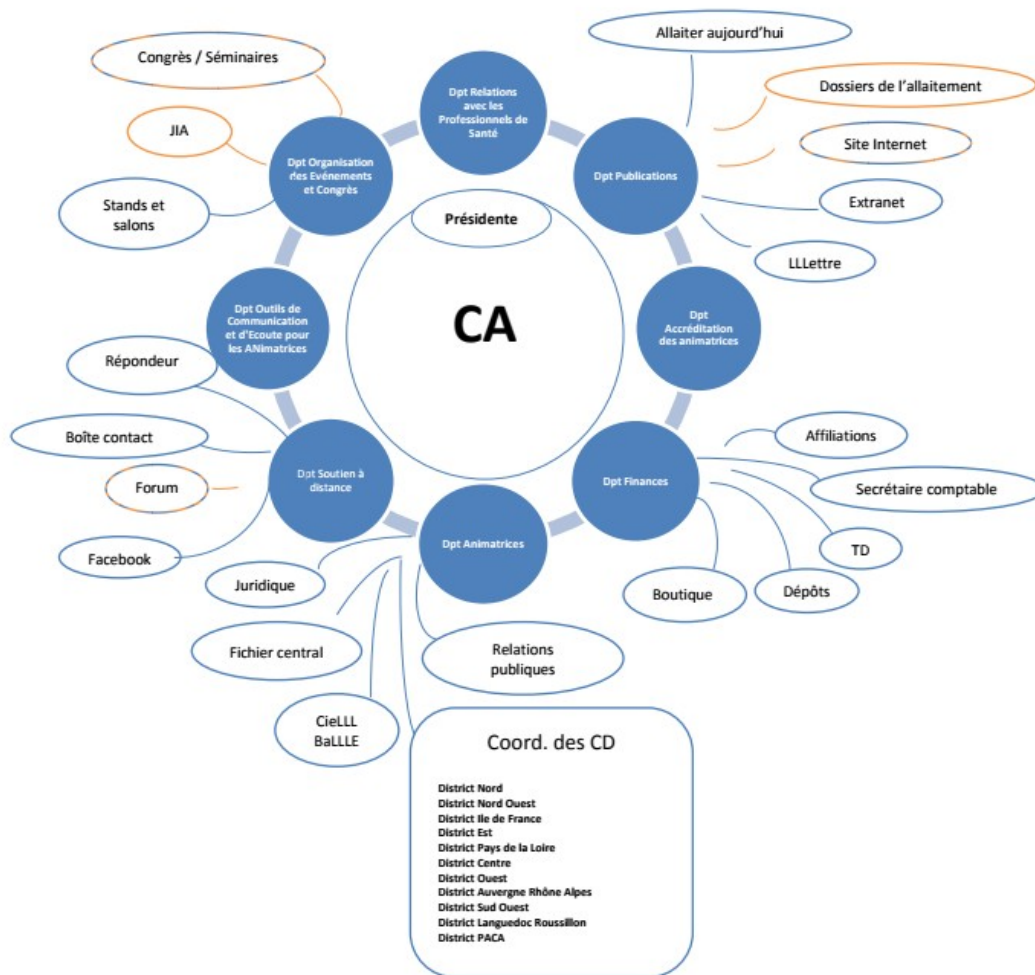 Allaiter aujourd'hui
Congrès / Séminaires
Dpt Relations
avec les
Professionnels de
Santé
Dossiers de l'allaitement
JIA
Site Internet
Dpt Organisation
des Evénements
et Congrès
Dpt Publications
Stands et
salons
Extranet
Présidente
LLLettre
CA
Dpt Outils de
Communication
et d'Ecoute pour
les ANimatrices
Dpt
Accréditation
des animatrices
Répondeur
Boîte contact
Affiliations
Dpt Soutien à
distance
Dpt Finances
Forum
Secrétaire comptable
Dpt Animatrices
TD
Facebook
Juridique
Boutique
Dépôts
Fichier central
Relations
publiques
CieLLL
BaLLLE
Coord. des CD
District Nord
District Nord Ouest
District Ile de France
District Est
District Pays de la Loire
District Centre
District Ouest
District Auvergne Rhône Alpes
District Sud Ouest
District Languedoc Roussillon
District PACA